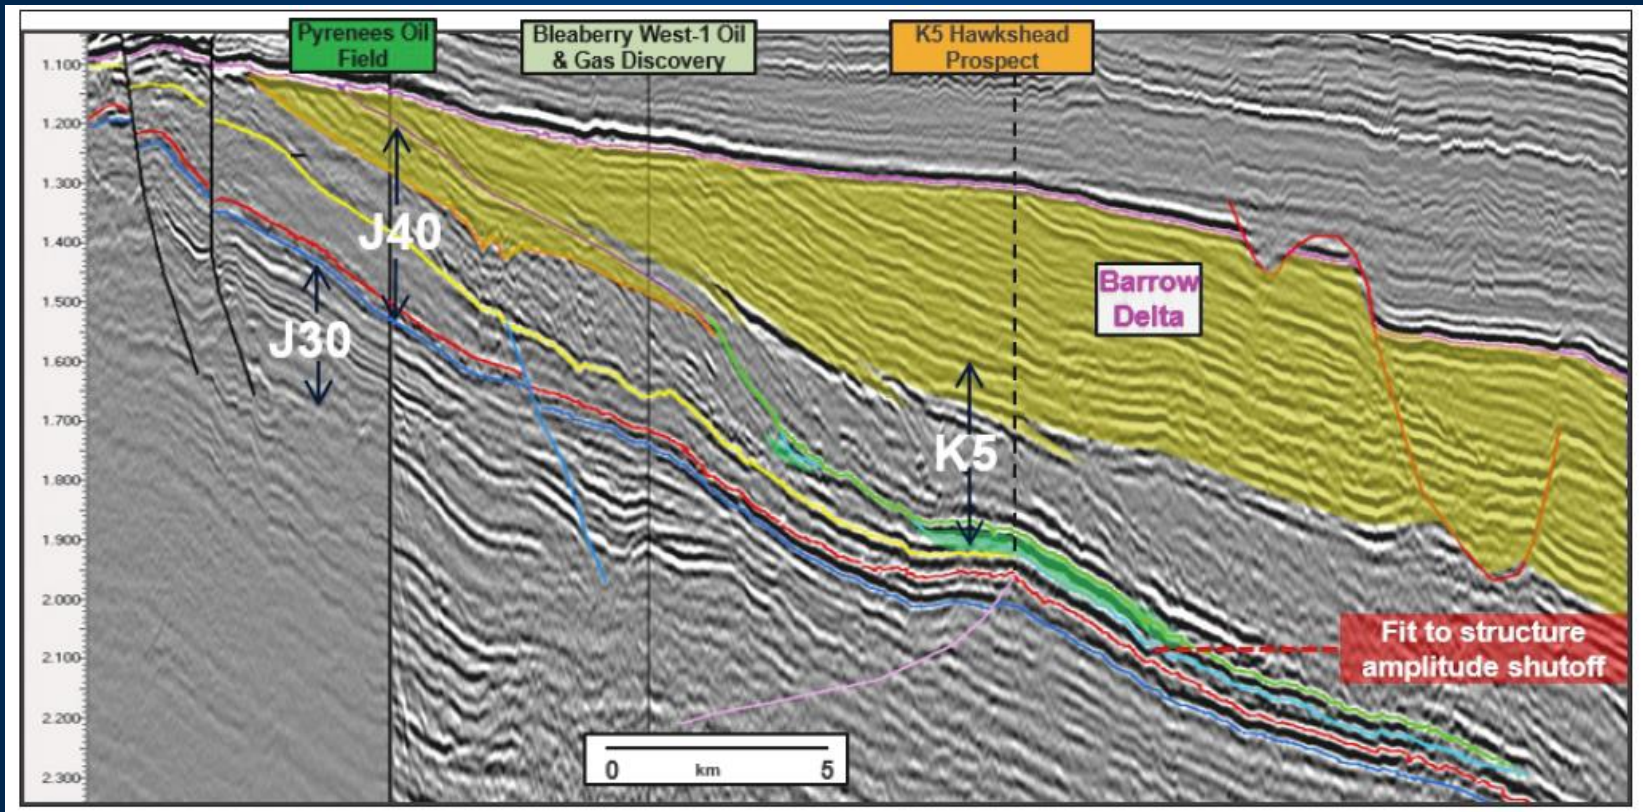 Pyrenees Oil
Field
Bleaberry West-1 Oil
& Gas Discovery
K5 Hawkshead
Prospect
1.100
1.200
1.300
1.400
1.500
1.600
1.700
1.800
1.900
2.000
2.100
2.200
2.300
J40
J30
Barrow
Delta
K5
Fit to structure
amplitude shutoff
0 km 5